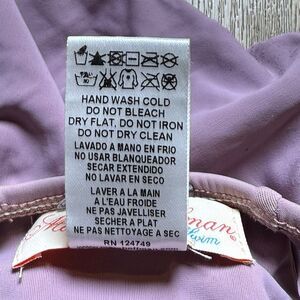 HAND WASH COLD
DO NOT BLEACH
DRY FLAT, DO NOT IRON
DO NOT DRY CLEAN
LAVADO A MANO EN FRIO
NO USAR BLANQUEADOR
SECAR EXTENDIDO
NO LAVAR EN SECO
LAVER A LA MAIN
A L'EAU FROIDE
NE PAS JAVELLISER
SECHER A PLAT
NE PAS NETTOYAGE A SEC
RN 124749